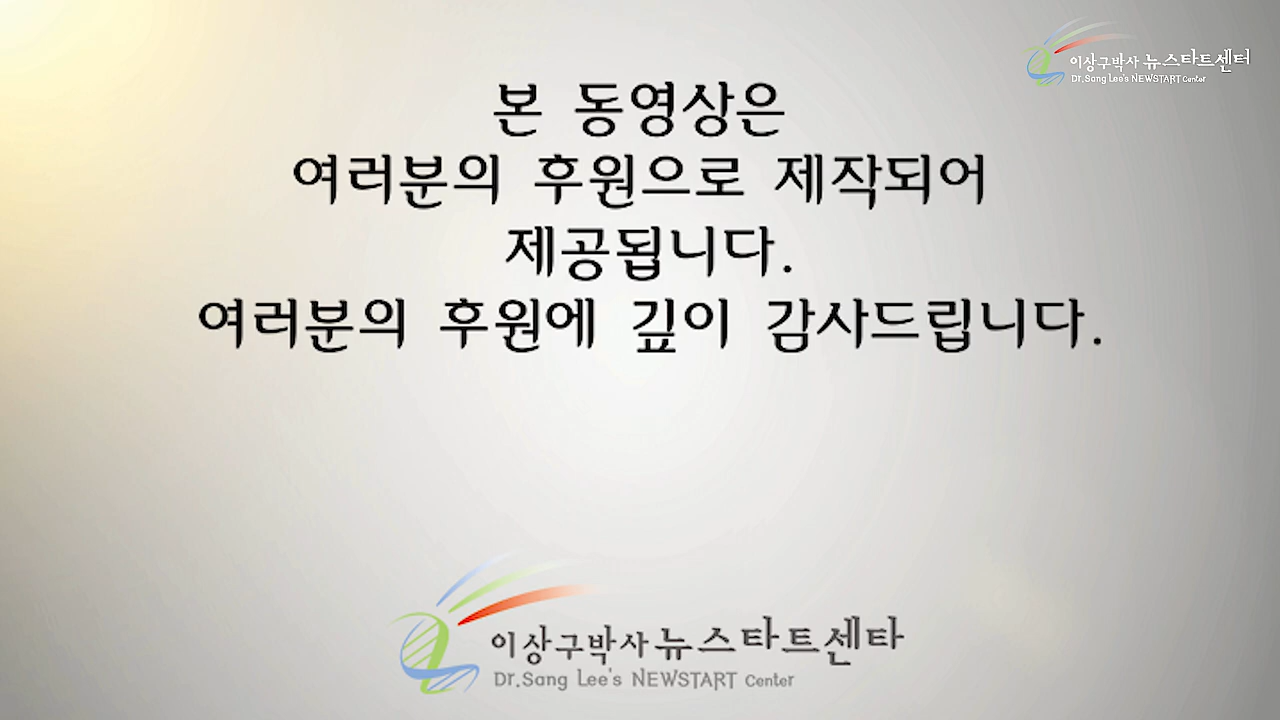 이상구박사 뉴스타트센터
Dr.Sang Lee's NEWSTART Center
본 동영상은
여러분의 후원으로 제작되어
제공됩니다.
여러분의 후원에 깊이 감사드립니다.
이상구박사 뉴스타트센타
Dr.Sang Lee's NEWSTART Center